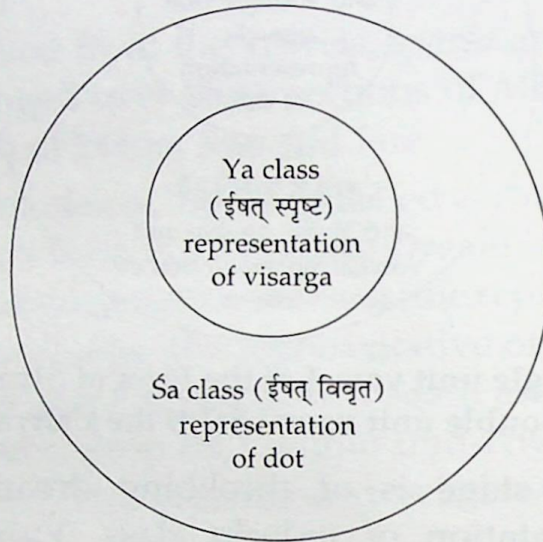 Ya class
(ईषत् स्पृष्ट)
representation
of visarga
Śa class (ईषत् विवृत)
representation
of dot